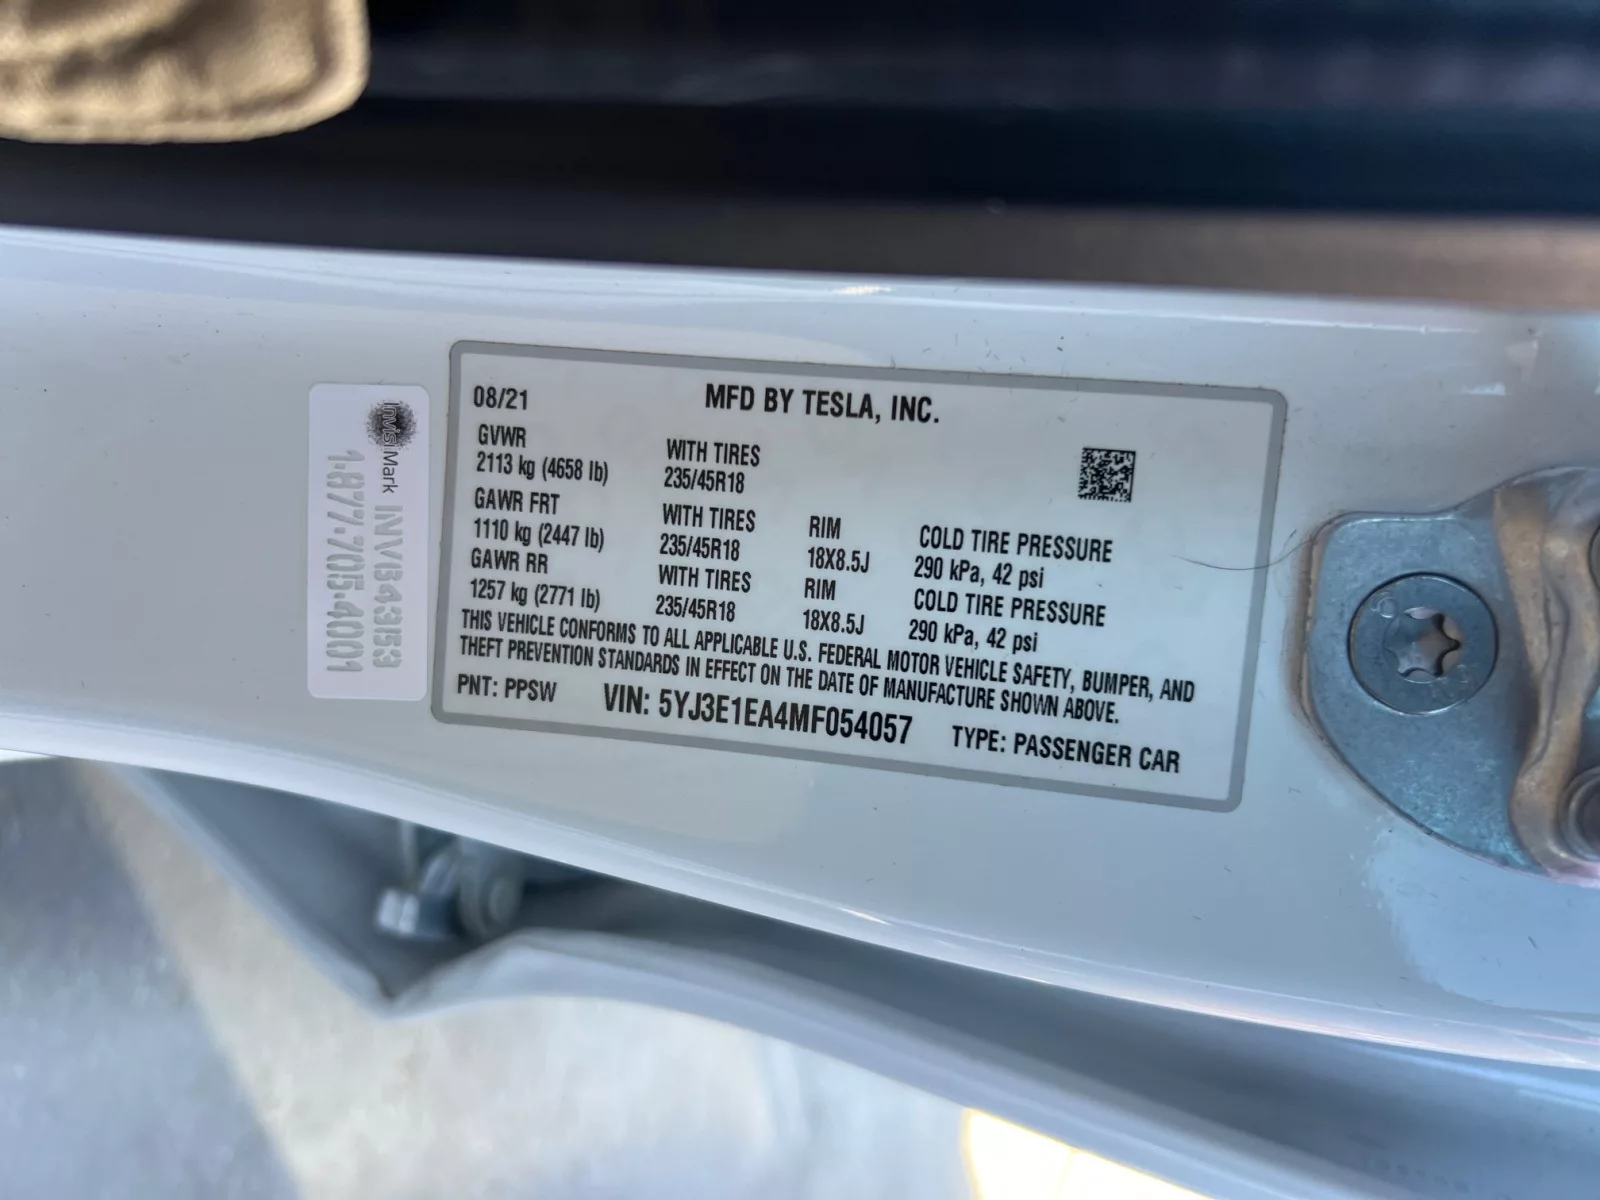 08/21
MFD BY TESLA, INC.
GVWR
2113 kg (4658 lb)
WITH TIRES
235/45R18
GAWR FRT
1110 kg (2447 lb)
WITH TIRES
235/45R18
RIM
18X8.5J
COLD TIRE PRESSURE
290 kPa, 42 psi
GAWR RR
1257 kg (2771 lb)
WITH TIRES
235/45R18
RIM
18X8.5J
COLD TIRE PRESSURE
290 kPa, 42 psi
THIS VEHICLE CONFORMS TO ALL APPLICABLE U.S. FEDERAL MOTOR VEHICLE SAFETY, BUMPER, AND
THEFT PREVENTION STANDARDS IN EFFECT ON THE DATE OF MANUFACTURE SHOWN ABOVE.
PNT: PPSW
VIN: 5YJ3E1EA4MF054057
TYPE: PASSENGER CAR
InvisiMark
1.877.705.4001